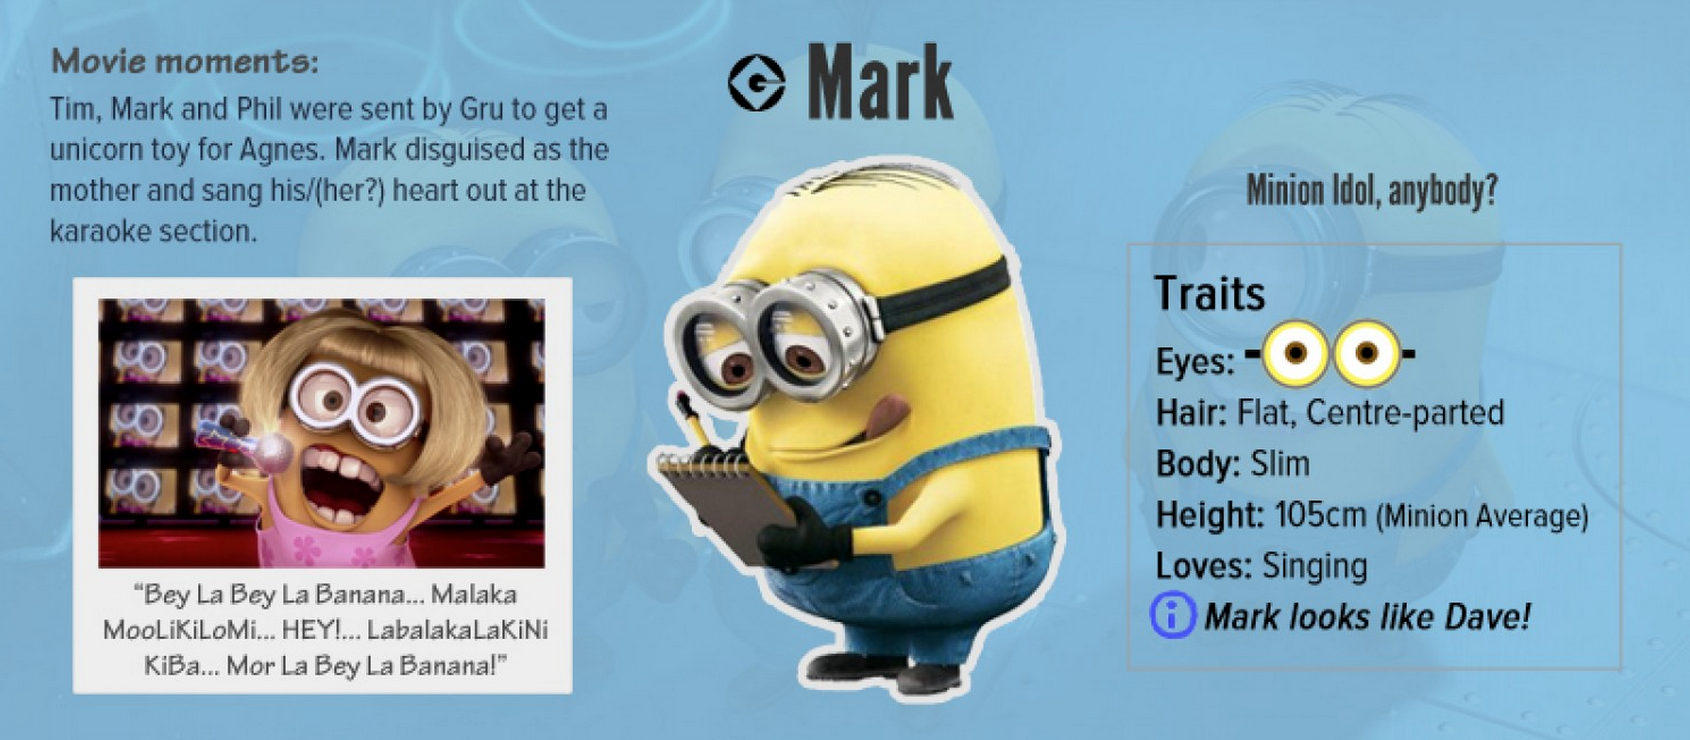 Movie moments:
Tim, Mark and Phil were sent by Gru to get a
unicorn toy for Agnes. Mark disguised as the
mother and sang his/(her?) heart out at the
karaoke section.
"Bey La Bey La Banana... Malaka
MooLiKiLoMi... HEY!... LabalakaLaKiNi
KiBa... Mor La Bey La Banana!"
G Mark
Minion Idol, anybody?
Traits
Eyes:
Hair: Flat, Centre-parted
Body: Slim
Height: 105cm (Minion Average)
Loves: Singing
i Mark looks like Dave!